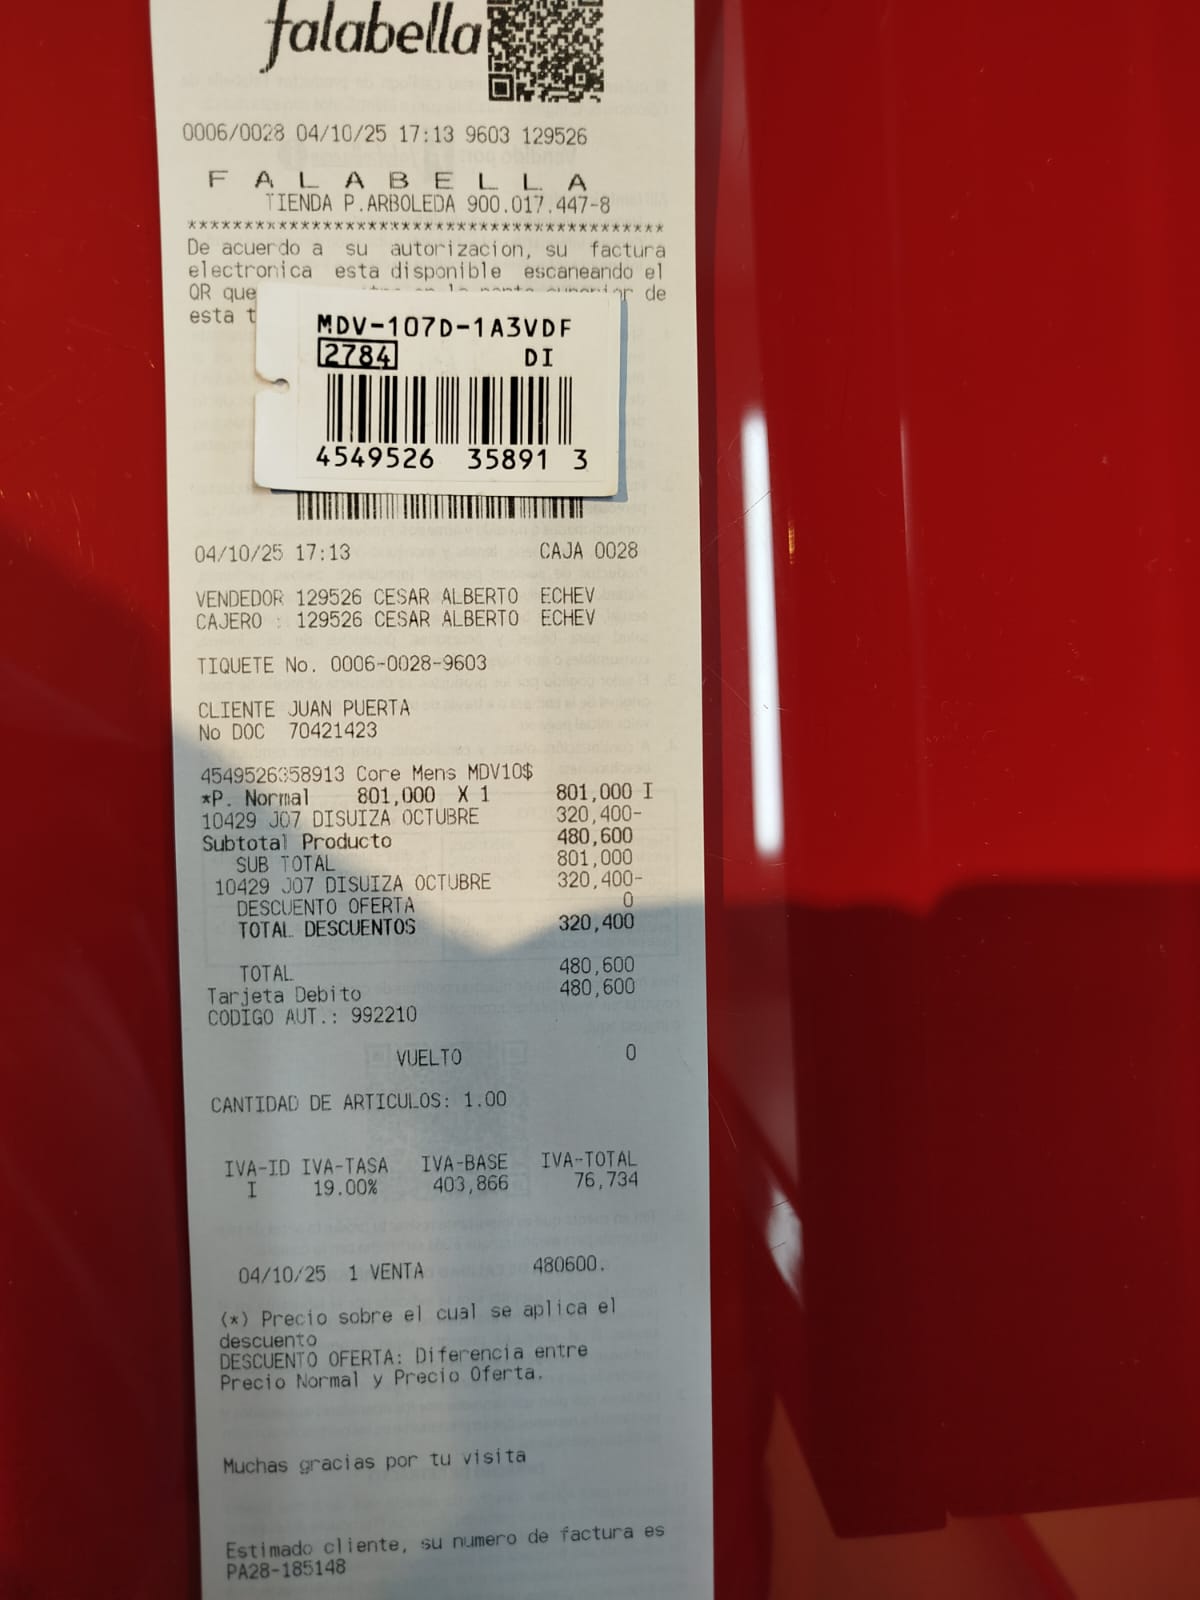 falabella
0006/0028 04/10/25 17:13 9603 129526
F A L A B E L L A
TIENDA P.ARBOLEDA 900.017.447-8
******************************************
De acuerdo a su autorizacion, su factura
electronica esta disponible escaneando el
QR que de
esta
MDV-107D-1A3VDF
2784 DI
4549526 35891 3
04/10/25 17:13 CAJA 0028
VENDEDOR 129526 CESAR ALBERTO ECHEV
CAJERO : 129526 CESAR ALBERTO ECHEV
TIQUETE No. 0006-0028-9603
CLIENTE JUAN PUERTA
No DOC 70421423
4549526358913 Core Mens MDV10$
*P. Normal 801,000 X 1 801,000 I
10429 J07 DISUIZA OCTUBRE 320,400-
Subtotal Producto 480,600
SUB TOTAL 801,000
10429 J07 DISUIZA OCTUBRE 320,400-
DESCUENTO OFERTA 0
TOTAL DESCUENTOS 320,400
TOTAL 480,600
Tarjeta Debito 480,600
CODIGO AUT.: 992210
VUELTO 0
CANTIDAD DE ARTICULOS: 1.00
IVA-ID IVA-TASA IVA-BASE IVA-TOTAL
I 19.00% 403,866 76,734
04/10/25 1 VENTA 480600.
(*) Precio sobre el cual se aplica el
descuento
DESCUENTO OFERTA: Diferencia entre
Precio Normal y Precio Oferta.
Muchas gracias por tu visita
Estimado cliente, su numero de factura es
PA28-185148